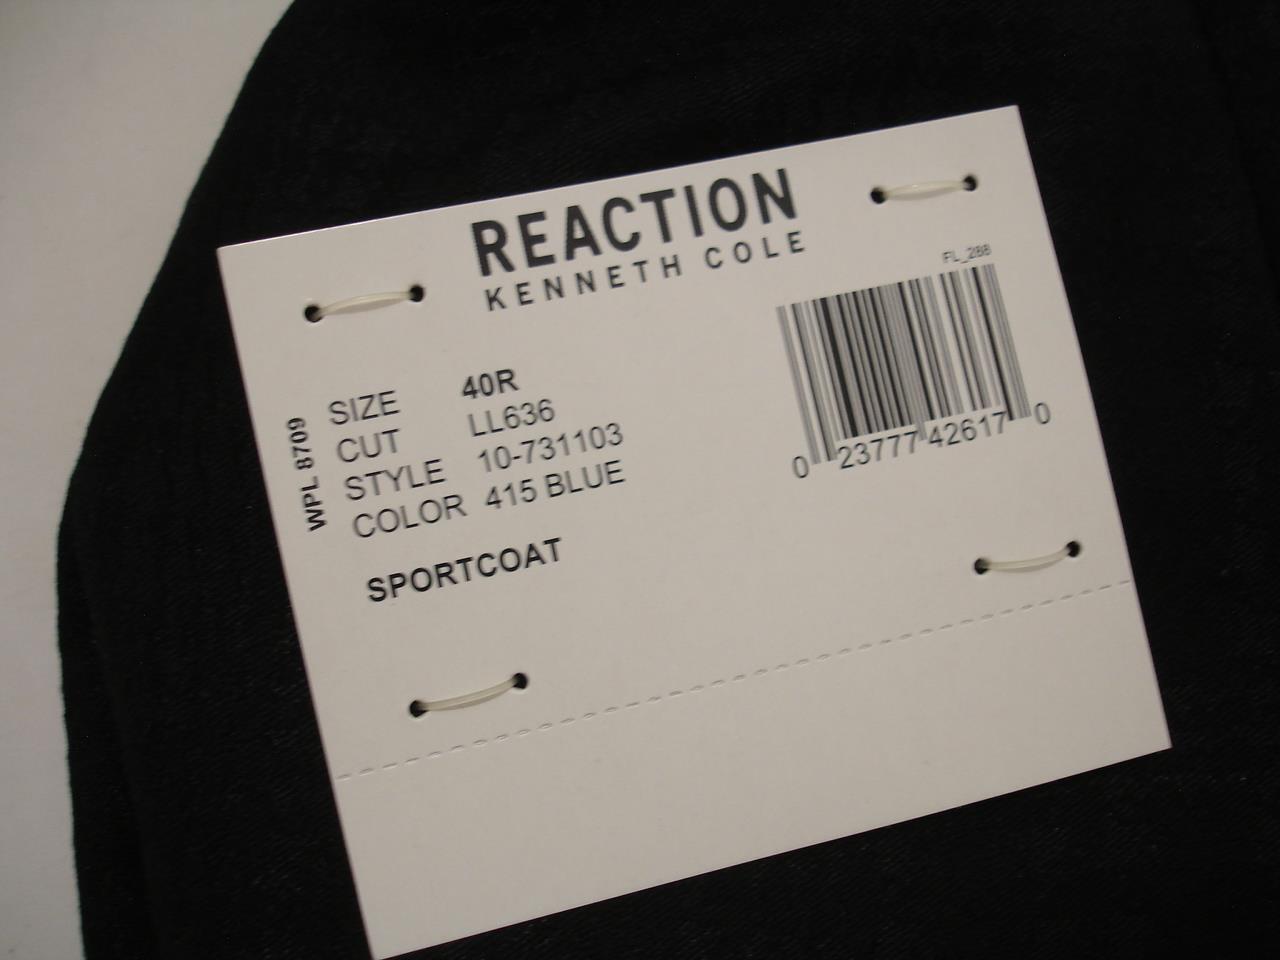 REACTION
KENNETH COLE
FL_288
SIZE 40R
CUT LL636
STYLE 10-731103
COLOR 415 BLUE
SPORTCOAT
WPL 8709
0 23777 42617 0